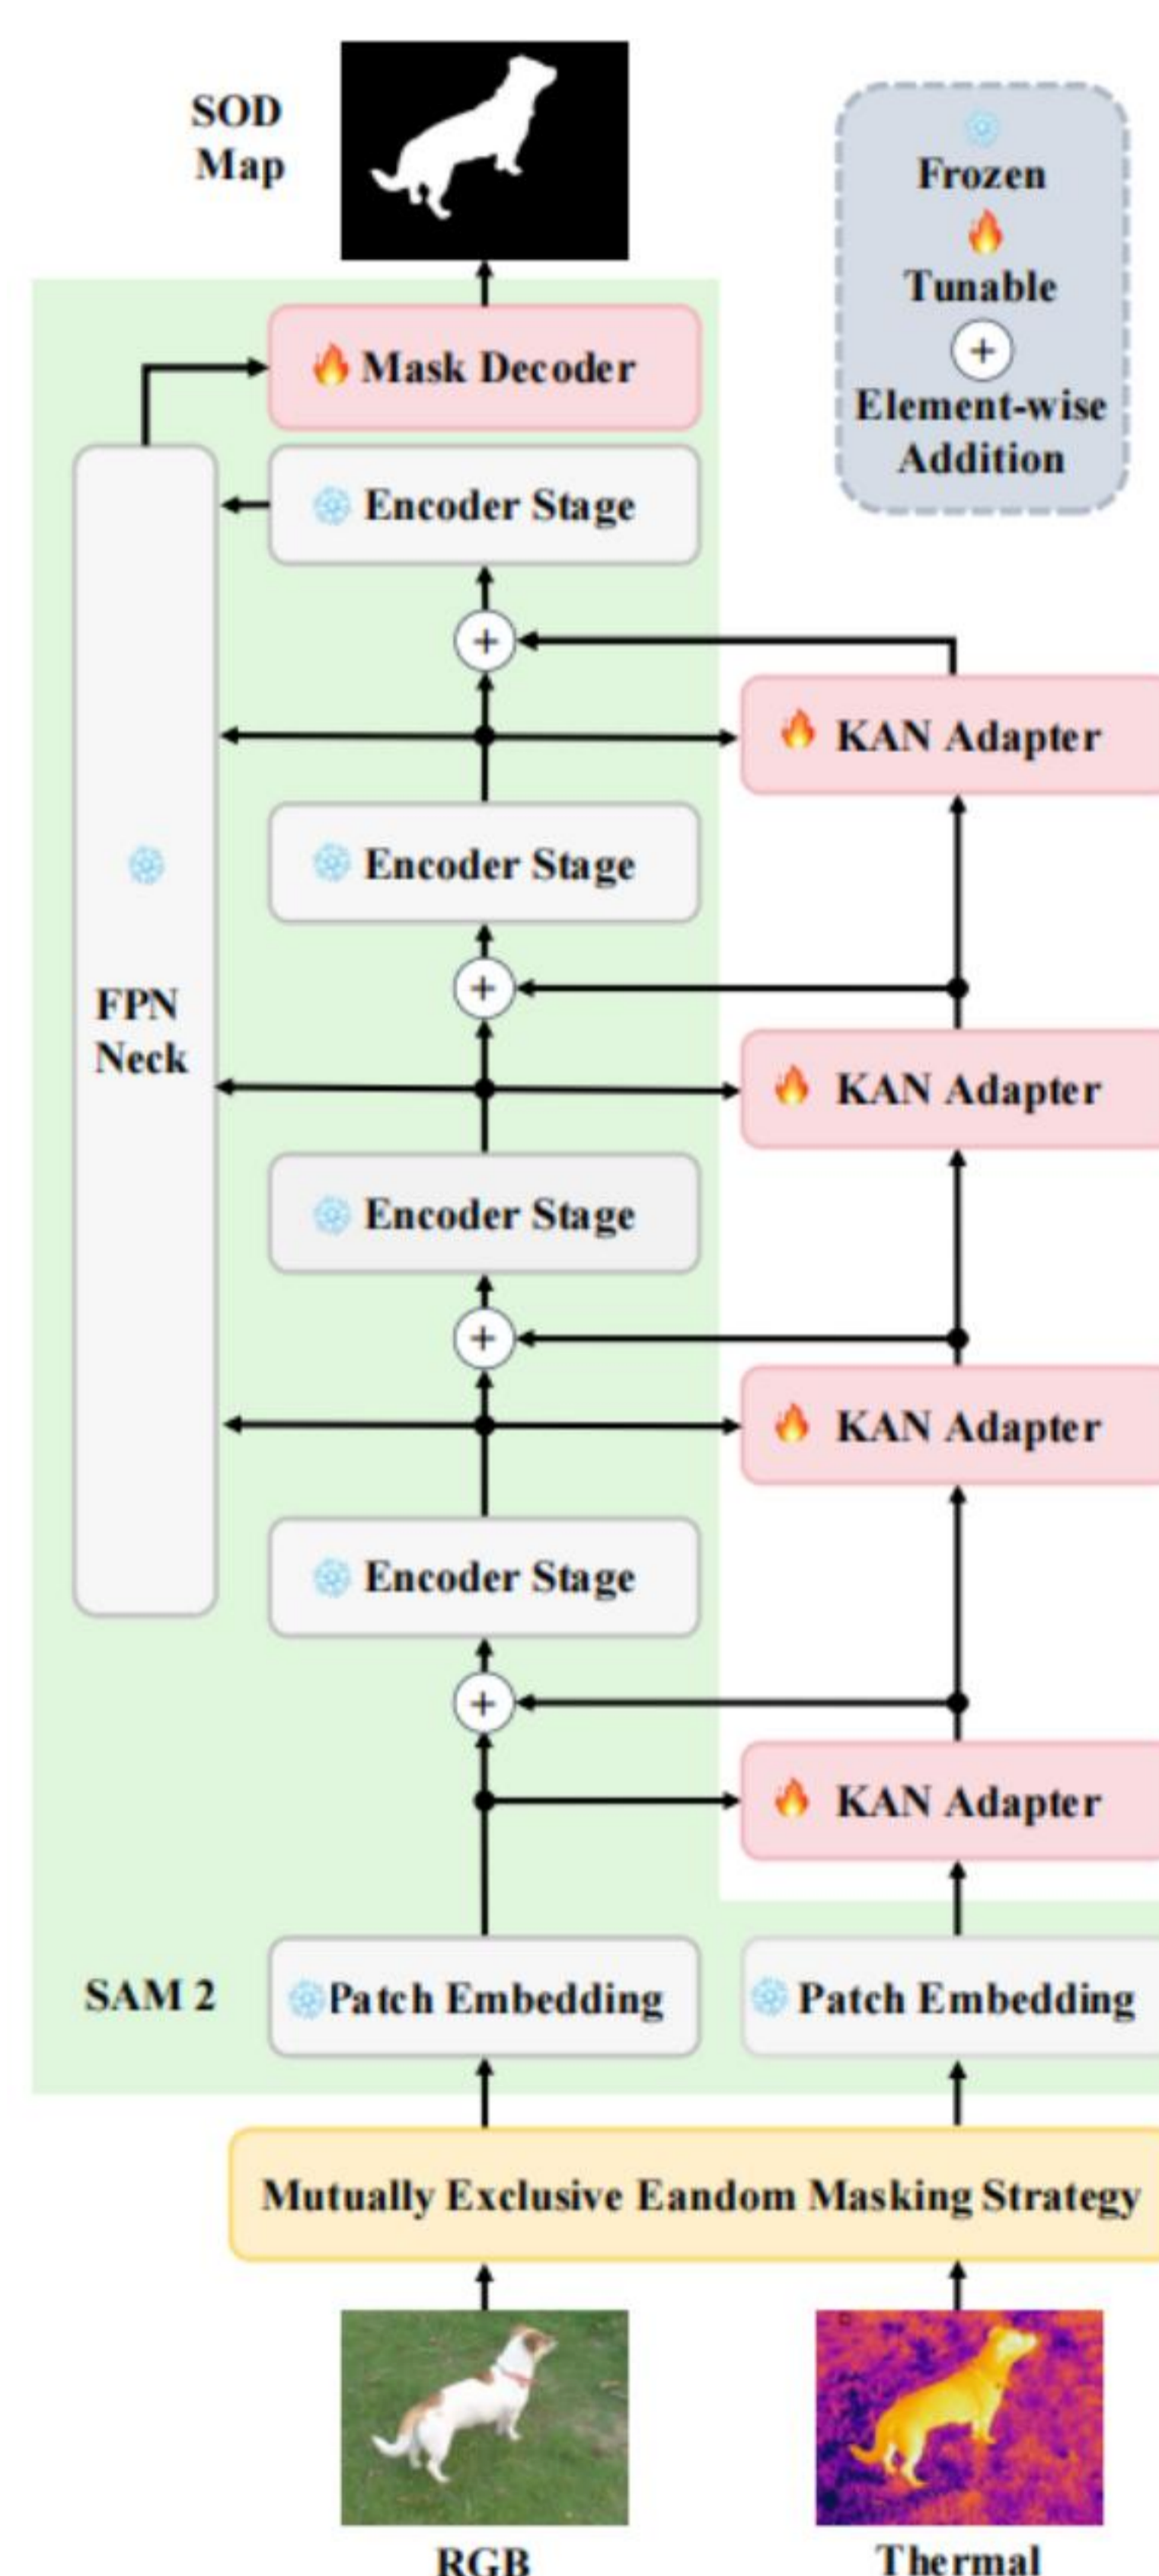 SOD
Map
Frozen
Tunable
+
Element-wise
Addition
Mask Decoder
Encoder Stage
+
KAN Adapter
Encoder Stage
+
FPN
Neck
KAN Adapter
Encoder Stage
+
KAN Adapter
Encoder Stage
+
KAN Adapter
SAM 2
Patch Embedding
Patch Embedding
Mutually Exclusive Eandom Masking Strategy
RGB
Thermal